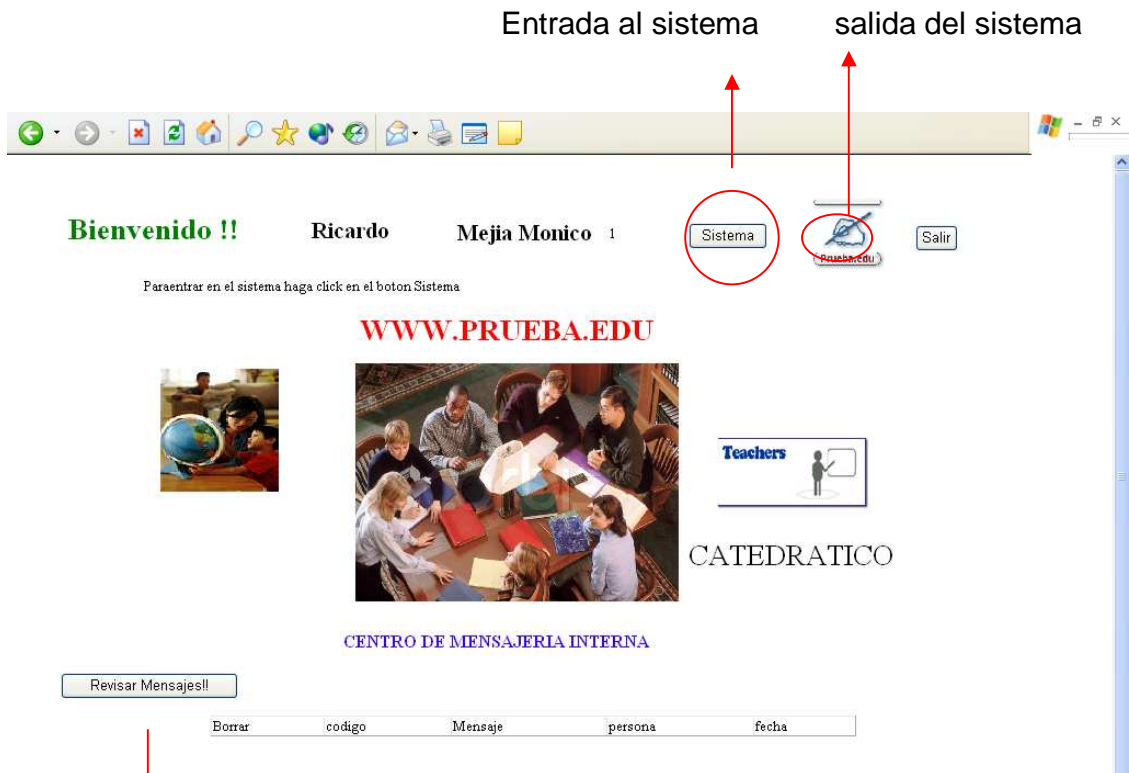 Entrada al sistema salida del sistema
Bienvenido !! Ricardo Mejia Monico 1 Sistema Prueba.edu Salir
Paraentrar en el sistema haga click en el boton Sistema
WWW.PRUEBA.EDU
Teachers
CATEDRATICO
CENTRO DE MENSAJERIA INTERNA
Revisar Mensajes!!
Borrar codigo Mensaje persona fecha